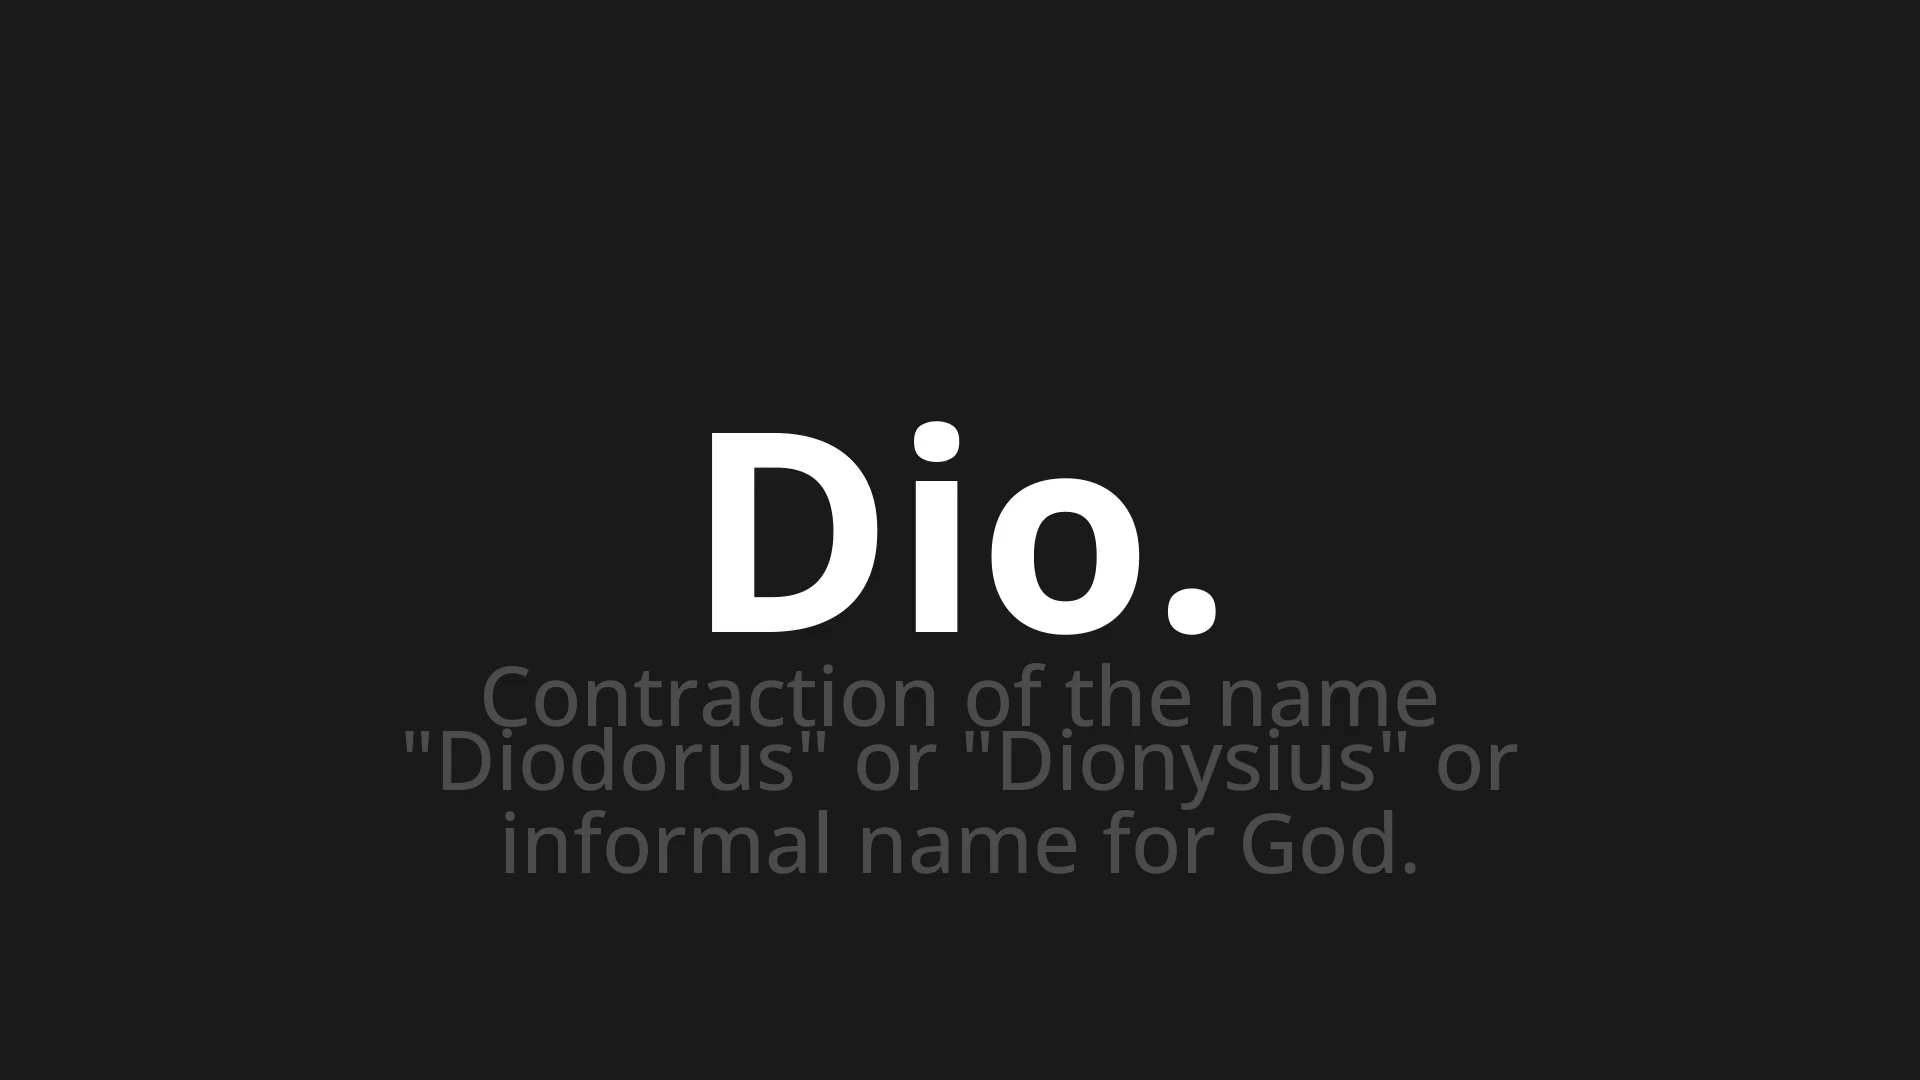 Dio.
Contraction of the name
"Diodorus" or "Dionysius" or
informal name for God.